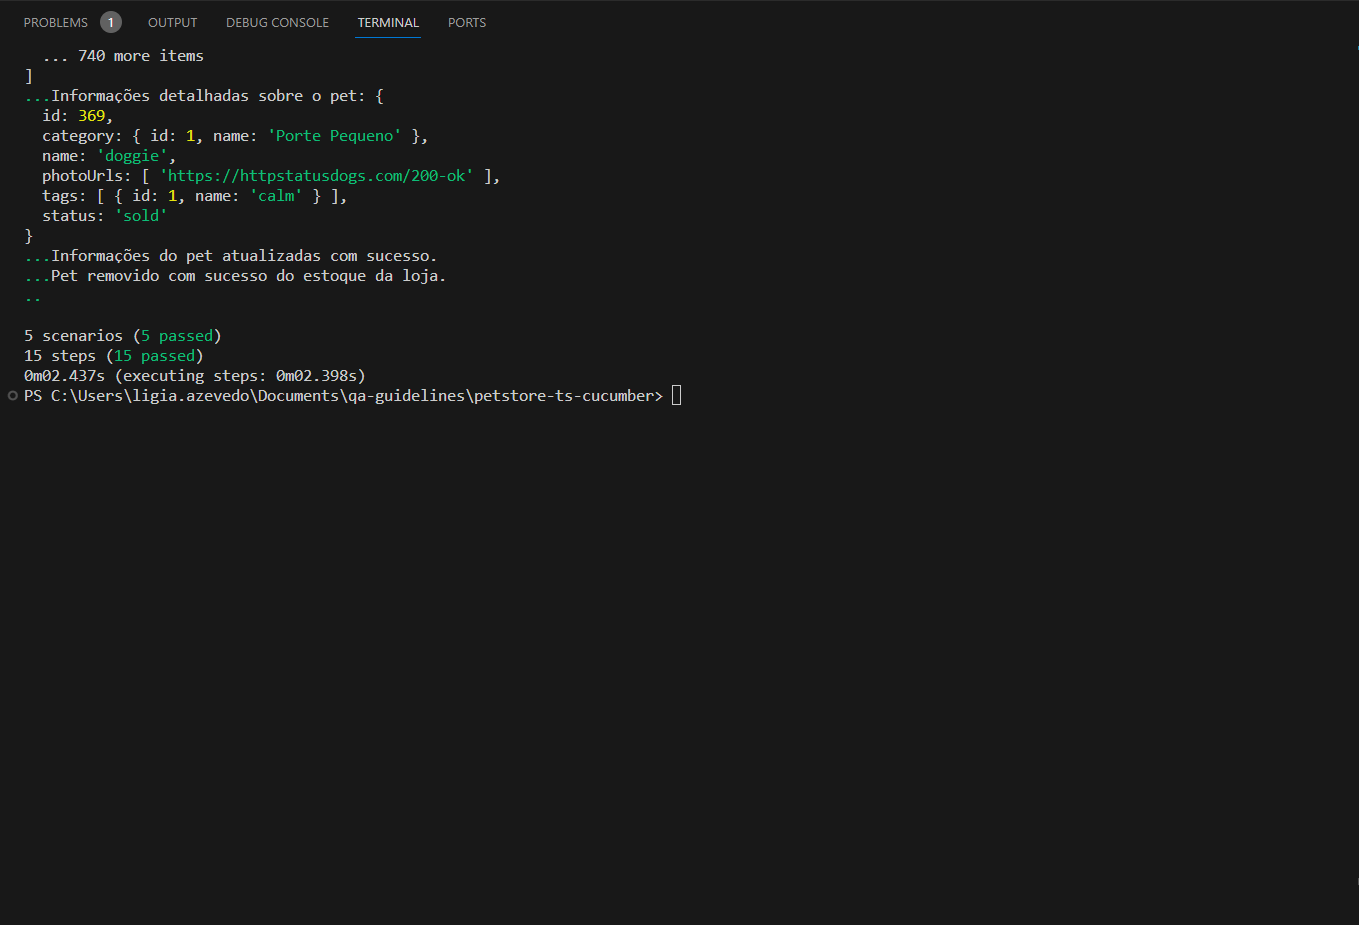 PROBLEMS 1 OUTPUT DEBUG CONSOLE TERMINAL PORTS
... 740 more items
]
...Informações detalhadas sobre o pet: {
id: 369,
category: { id: 1, name: 'Porte Pequeno' },
name: 'doggie',
photoUrls: [ 'https://httpstatusdogs.com/200-ok' ],
tags: [ { id: 1, name: 'calm' } ],
status: 'sold'
}
...Informações do pet atualizadas com sucesso.
...Pet removido com sucesso do estoque da loja.
..
5 scenarios (5 passed)
15 steps (15 passed)
0m02.437s (executing steps: 0m02.398s)
PS C:\Users\ligia.azevedo\Documents\qa-guidelines\petstore-ts-cucumber>